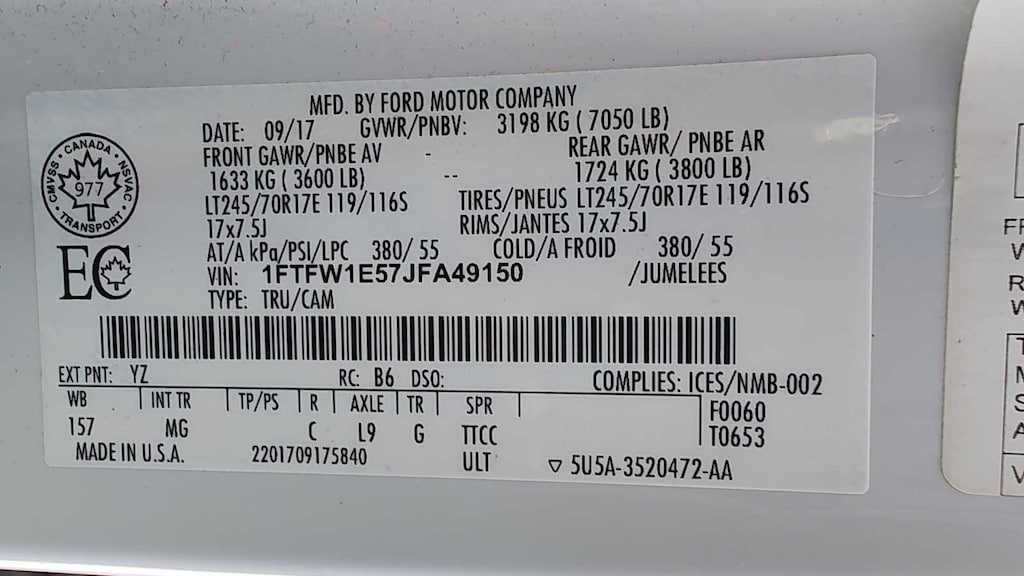 MFD. BY FORD MOTOR COMPANY
DATE: 09/17 GVWR/PNBV: 3198 KG ( 7050 LB)
FRONT GAWR/PNBE AV - REAR GAWR/ PNBE AR
1633 KG ( 3600 LB) -- 1724 KG ( 3800 LB)
LT245/70R17E 119/116S TIRES/PNEUS LT245/70R17E 119/116S
17x7.5J RIMS/JANTES 17x7.5J
AT/A kPa/PSI/LPC 380/ 55 COLD/A FROID 380/ 55
VIN: 1FTFW1E57JFA49150 /JUMELEES
TYPE: TRU/CAM
CANADA
CMVSS NSVAC
977
TRANSPORT
EC
EXT PNT: YZ RC: B6 DSO: COMPLIES: ICES/NMB-002
WB INT TR TP/PS R AXLE TR SPR F0060
157 MG C L9 G TTCC T0653
MADE IN U.S.A. 2201709175840 ULT 5U5A-3520472-AA